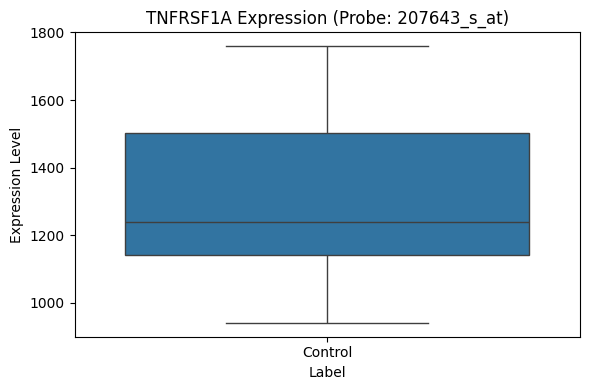 TNFRSF1A Expression (Probe: 207643_s_at)
1800
1600
1400
1200
1000
Expression Level
Control
Label